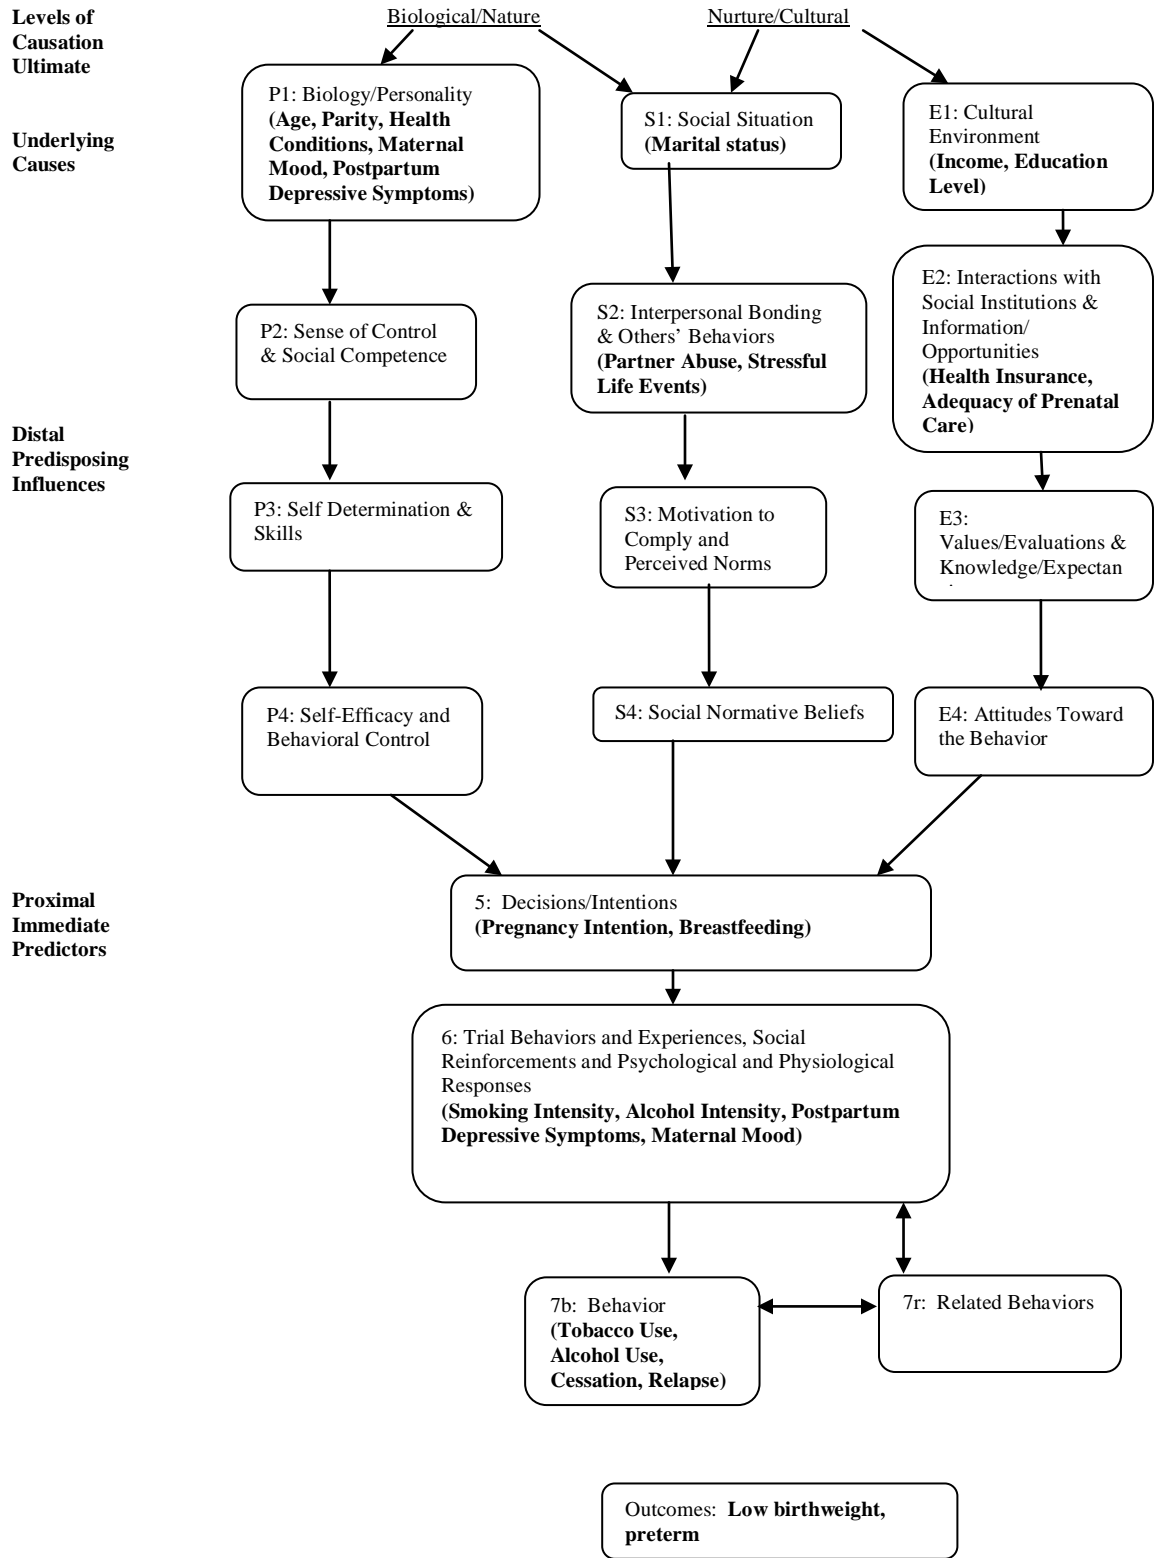 Levels of
Causation
Ultimate
Biological/Nature
Nurture/Cultural
Underlying
Causes
P1: Biology/Personality
(Age, Parity, Health
Conditions, Maternal
Mood, Postpartum
Depressive Symptoms)
S1: Social Situation
(Marital status)
E1: Cultural
Environment
(Income, Education
Level)
P2: Sense of Control
& Social Competence
S2: Interpersonal Bonding
& Others’ Behaviors
(Partner Abuse, Stressful
Life Events)
E2: Interactions with
Social Institutions &
Information/
Opportunities
(Health Insurance,
Adequacy of Prenatal
Care)
Distal
Predisposing
Influences
P3: Self Determination &
Skills
S3: Motivation to
Comply and
Perceived Norms
E3:
Values/Evaluations &
Knowledge/Expectan
P4: Self-Efficacy and
Behavioral Control
S4: Social Normative Beliefs
E4: Attitudes Toward
the Behavior
Proximal
Immediate
Predictors
5: Decisions/Intentions
(Pregnancy Intention, Breastfeeding)
6: Trial Behaviors and Experiences, Social
Reinforcements and Psychological and Physiological
Responses
(Smoking Intensity, Alcohol Intensity, Postpartum
Depressive Symptoms, Maternal Mood)
7b: Behavior
(Tobacco Use,
Alcohol Use,
Cessation, Relapse)
7r: Related Behaviors
Outcomes: Low birthweight,
preterm